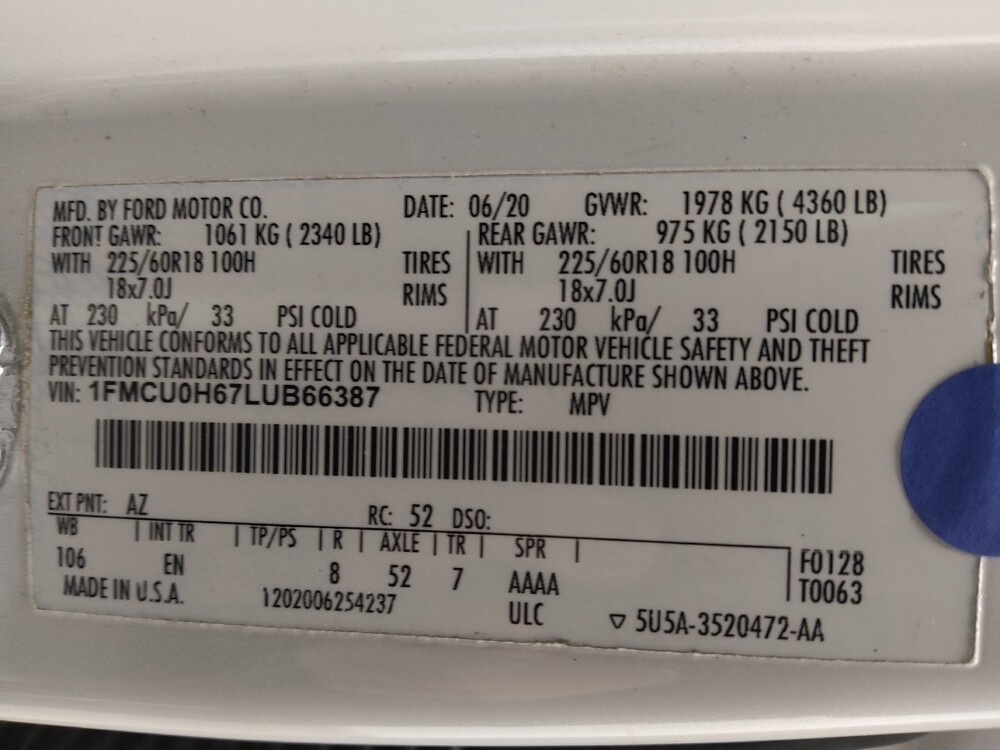 MFD. BY FORD MOTOR CO. DATE: 06/20 GVWR: 1978 KG ( 4360 LB)
FRONT GAWR: 1061 KG ( 2340 LB) REAR GAWR: 975 KG ( 2150 LB)
WITH 225/60R18 100H TIRES WITH 225/60R18 100H TIRES
18x7.0J RIMS 18x7.0J RIMS
AT 230 kPa/ 33 PSI COLD AT 230 kPa/ 33 PSI COLD
THIS VEHICLE CONFORMS TO ALL APPLICABLE FEDERAL MOTOR VEHICLE SAFETY AND THEFT
PREVENTION STANDARDS IN EFFECT ON THE DATE OF MANUFACTURE SHOWN ABOVE.
VIN: 1FMCU0H67LUB66387 TYPE: MPV
EXT PNT: AZ RC: 52 DSO:
WB INT TR TP/PS R AXLE TR SPR F0128
106 EN 8 52 7 AAAA T0063
MADE IN U.S.A. 1202006254237 ULC 5U5A-3520472-AA